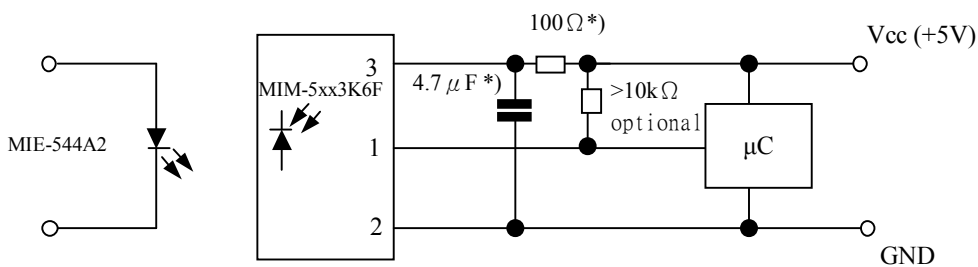 100Ω*)
Vcc (+5V)
3
MIM-5xx3K6F
4.7μF*)
>10kΩ
optional
MIE-544A2
1
μC
2
GND